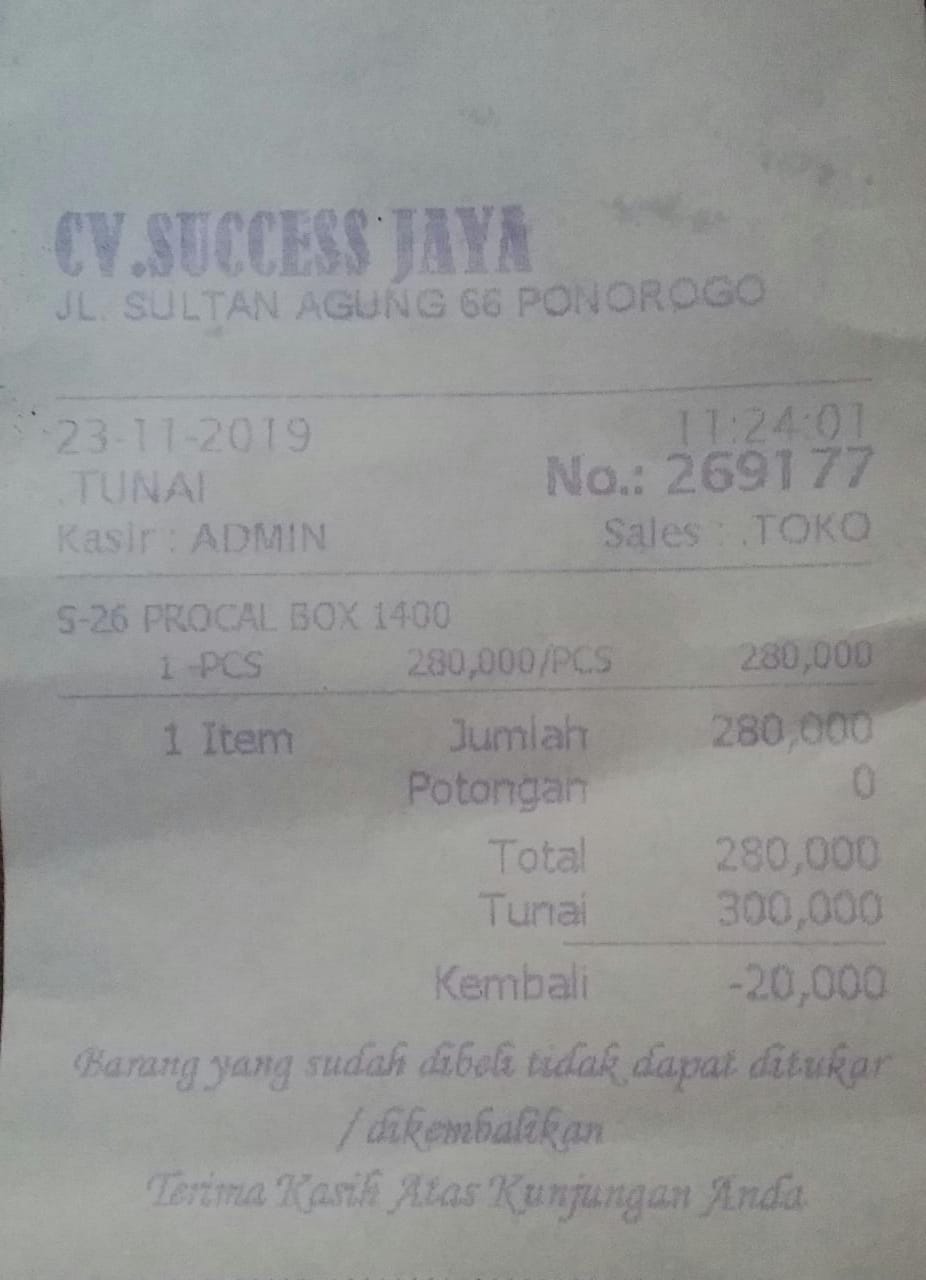 CV.SUCCESS JAYA
JL. SULTAN AGUNG 66 PONOROGO
23-11-2019 11:24:01
.TUNAI No.: 269177
Kasir : ADMIN Sales : .TOKO
S-26 PROCAL BOX 1400
1 PCS 280,000/PCS 280,000
1 Item Jumlah 280,000
Potongan 0
Total 280,000
Tunai 300,000
Kembali -20,000
Barang yang sudah dibeli tidak dapat ditukar
/ dikembalikan
Terima Kasih Atas Kunjungan Anda